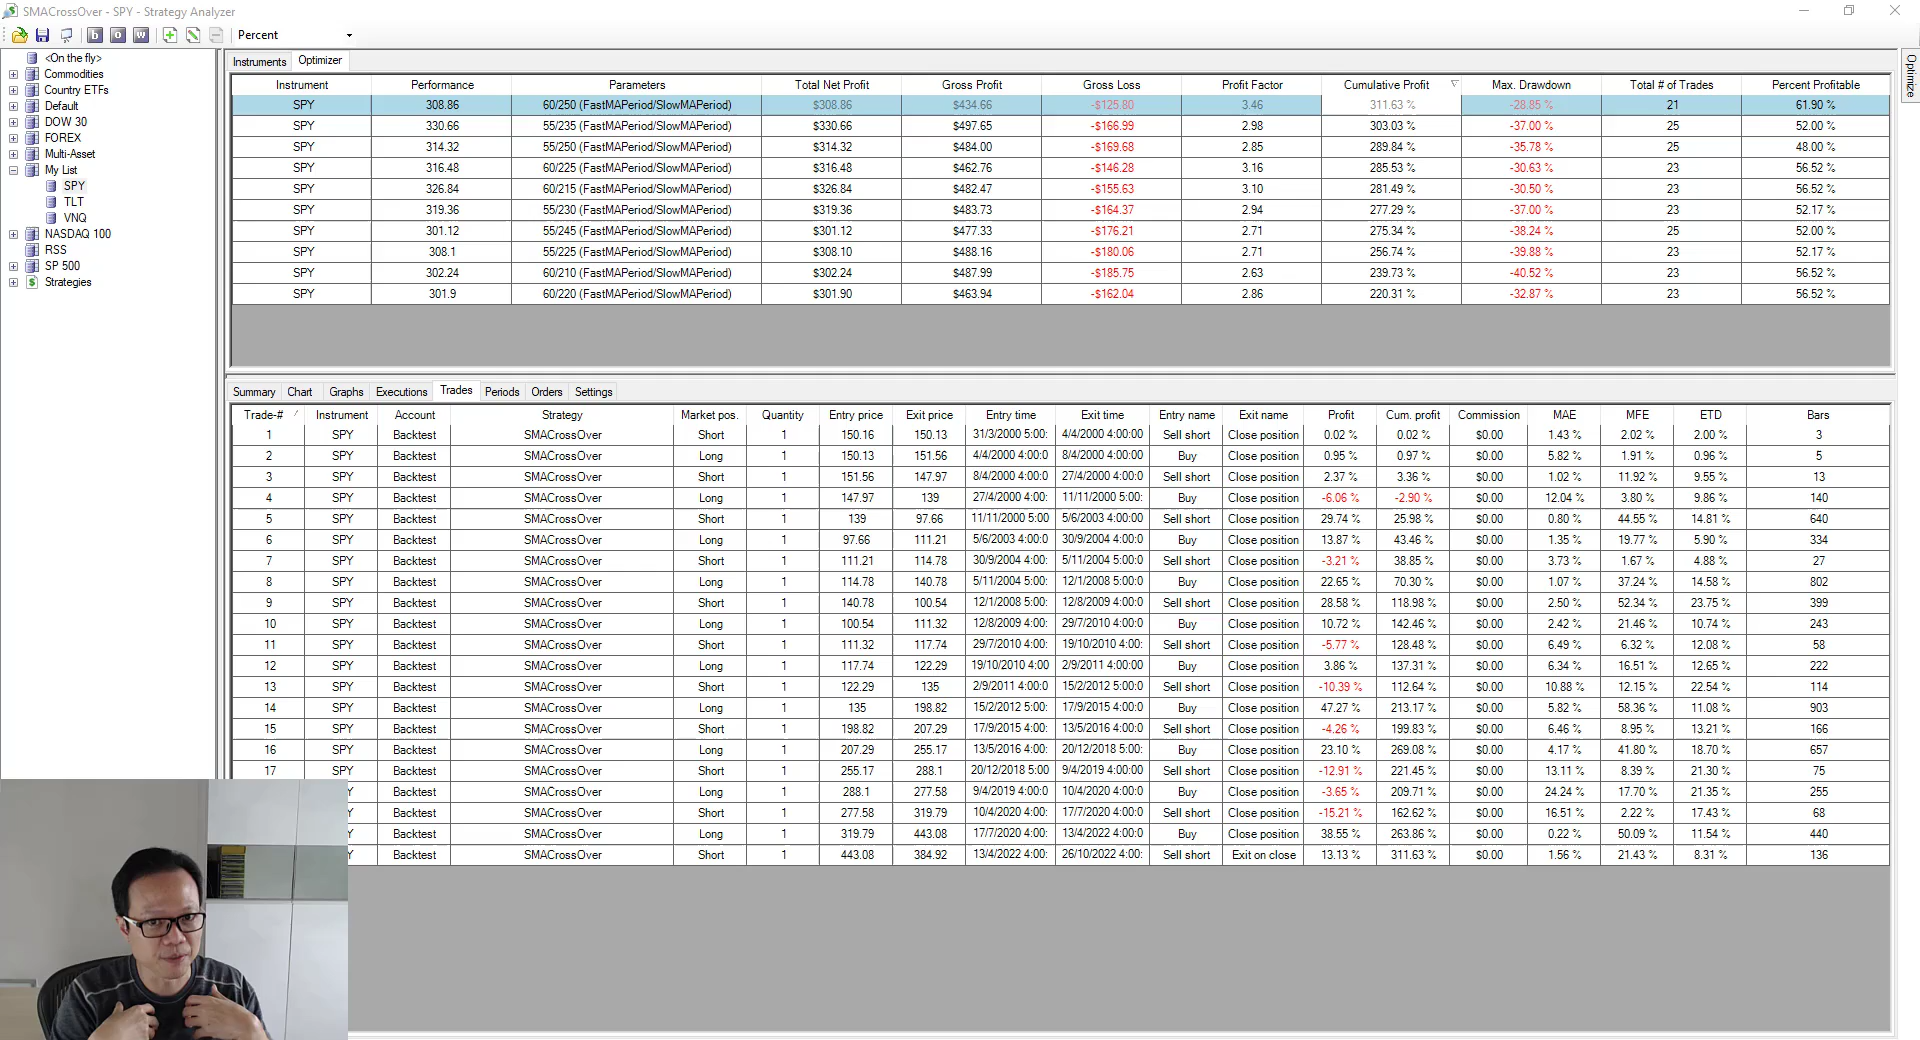 SMACrossOver - SPY - Strategy Analyzer
b o w Percent
<On the fly>
Commodities
Country ETFs
Default
DOW 30
FOREX
Multi-Asset
My List
SPY
TLT
VNQ
NASDAQ 100
RSS
SP 500
$ Strategies
Instruments Optimizer
Optimize
Instrument Performance Parameters Total Net Profit Gross Profit Gross Loss Profit Factor Cumulative Profit Max. Drawdown Total # of Trades Percent Profitable
SPY 308.86 60/250 (FastMAPeriod/SlowMAPeriod) $308.86 $434.66 -$125.80 3.46 311.63 % -28.85 % 21 61.90 %
SPY 330.66 55/235 (FastMAPeriod/SlowMAPeriod) $330.66 $497.65 -$166.99 2.98 303.03 % -37.00 % 25 52.00 %
SPY 314.32 55/250 (FastMAPeriod/SlowMAPeriod) $314.32 $484.00 -$169.68 2.85 289.84 % -35.78 % 25 48.00 %
SPY 316.48 60/225 (FastMAPeriod/SlowMAPeriod) $316.48 $462.76 -$146.28 3.16 285.53 % -30.63 % 23 56.52 %
SPY 326.84 60/215 (FastMAPeriod/SlowMAPeriod) $326.84 $482.47 -$155.63 3.10 281.49 % -30.50 % 23 56.52 %
SPY 319.36 55/230 (FastMAPeriod/SlowMAPeriod) $319.36 $483.73 -$164.37 2.94 277.29 % -37.00 % 23 52.17 %
SPY 301.12 55/245 (FastMAPeriod/SlowMAPeriod) $301.12 $477.33 -$176.21 2.71 275.34 % -38.24 % 25 52.00 %
SPY 308.1 55/225 (FastMAPeriod/SlowMAPeriod) $308.10 $488.16 -$180.06 2.71 256.74 % -39.88 % 23 52.17 %
SPY 302.24 60/210 (FastMAPeriod/SlowMAPeriod) $302.24 $487.99 -$185.75 2.63 239.73 % -40.52 % 23 56.52 %
SPY 301.9 60/220 (FastMAPeriod/SlowMAPeriod) $301.90 $463.94 -$162.04 2.86 220.31 % -32.87 % 23 56.52 %
Summary Chart Graphs Executions Trades Periods Orders Settings
Trade-# Instrument Account Strategy Market pos. Quantity Entry price Exit price Entry time Exit time Entry name Exit name Profit Cum. profit Commission MAE MFE ETD Bars
1 SPY Backtest SMACrossOver Short 1 150.16 150.13 31/3/2000 5:00: 4/4/2000 4:00:00 Sell short Close position 0.02 % 0.02 % $0.00 1.43 % 2.02 % 2.00 % 3
2 SPY Backtest SMACrossOver Long 1 150.13 151.56 4/4/2000 4:00:0 8/4/2000 4:00:00 Buy Close position 0.95 % 0.97 % $0.00 5.82 % 1.91 % 0.96 % 5
3 SPY Backtest SMACrossOver Short 1 151.56 147.97 8/4/2000 4:00:0 27/4/2000 4:00:0 Sell short Close position 2.37 % 3.36 % $0.00 1.02 % 11.92 % 9.55 % 13
4 SPY Backtest SMACrossOver Long 1 147.97 139 27/4/2000 4:00: 11/11/2000 5:00: Buy Close position -6.06 % -2.90 % $0.00 12.04 % 3.80 % 9.86 % 140
5 SPY Backtest SMACrossOver Short 1 139 97.66 11/11/2000 5:00 5/6/2003 4:00:00 Sell short Close position 29.74 % 25.98 % $0.00 0.80 % 44.55 % 14.81 % 640
6 SPY Backtest SMACrossOver Long 1 97.66 111.21 5/6/2003 4:00:0 30/9/2004 4:00:0 Buy Close position 13.87 % 43.46 % $0.00 1.35 % 19.77 % 5.90 % 334
7 SPY Backtest SMACrossOver Short 1 111.21 114.78 30/9/2004 4:00: 5/11/2004 5:00:0 Sell short Close position -3.21 % 38.85 % $0.00 3.73 % 1.67 % 4.88 % 27
8 SPY Backtest SMACrossOver Long 1 114.78 140.78 5/11/2004 5:00: 12/1/2008 5:00:0 Buy Close position 22.65 % 70.30 % $0.00 1.07 % 37.24 % 14.58 % 802
9 SPY Backtest SMACrossOver Short 1 140.78 100.54 12/1/2008 5:00: 12/8/2009 4:00:0 Sell short Close position 28.58 % 118.98 % $0.00 2.50 % 52.34 % 23.75 % 399
10 SPY Backtest SMACrossOver Long 1 100.54 111.32 12/8/2009 4:00: 29/7/2010 4:00:0 Buy Close position 10.72 % 142.46 % $0.00 2.42 % 21.46 % 10.74 % 243
11 SPY Backtest SMACrossOver Short 1 111.32 117.74 29/7/2010 4:00: 19/10/2010 4:00: Sell short Close position -5.77 % 128.48 % $0.00 6.49 % 6.32 % 12.08 % 58
12 SPY Backtest SMACrossOver Long 1 117.74 122.29 19/10/2010 4:00 2/9/2011 4:00:00 Buy Close position 3.86 % 137.31 % $0.00 6.34 % 16.51 % 12.65 % 222
13 SPY Backtest SMACrossOver Short 1 122.29 135 2/9/2011 4:00:0 15/2/2012 5:00:0 Sell short Close position -10.39 % 112.64 % $0.00 10.88 % 12.15 % 22.54 % 114
14 SPY Backtest SMACrossOver Long 1 135 198.82 15/2/2012 5:00: 17/9/2015 4:00:0 Buy Close position 47.27 % 213.17 % $0.00 5.82 % 58.36 % 11.08 % 903
15 SPY Backtest SMACrossOver Short 1 198.82 207.29 17/9/2015 4:00: 13/5/2016 4:00:0 Sell short Close position -4.26 % 199.83 % $0.00 6.46 % 8.95 % 13.21 % 166
16 SPY Backtest SMACrossOver Long 1 207.29 255.17 13/5/2016 4:00: 20/12/2018 5:00: Buy Close position 23.10 % 269.08 % $0.00 4.17 % 41.80 % 18.70 % 657
17 SPY Backtest SMACrossOver Short 1 255.17 288.1 20/12/2018 5:00 9/4/2019 4:00:00 Sell short Close position -12.91 % 221.45 % $0.00 13.11 % 8.39 % 21.30 % 75
Y Backtest SMACrossOver Long 1 288.1 277.58 9/4/2019 4:00:0 10/4/2020 4:00:0 Buy Close position -3.65 % 209.71 % $0.00 24.24 % 17.70 % 21.35 % 255
Y Backtest SMACrossOver Short 1 277.58 319.79 10/4/2020 4:00: 17/7/2020 4:00:0 Sell short Close position -15.21 % 162.62 % $0.00 16.51 % 2.22 % 17.43 % 68
Y Backtest SMACrossOver Long 1 319.79 443.08 17/7/2020 4:00: 13/4/2022 4:00:0 Buy Close position 38.55 % 263.86 % $0.00 0.22 % 50.09 % 11.54 % 440
Y Backtest SMACrossOver Short 1 443.08 384.92 13/4/2022 4:00: 26/10/2022 4:00: Sell short Exit on close 13.13 % 311.63 % $0.00 1.56 % 21.43 % 8.31 % 136